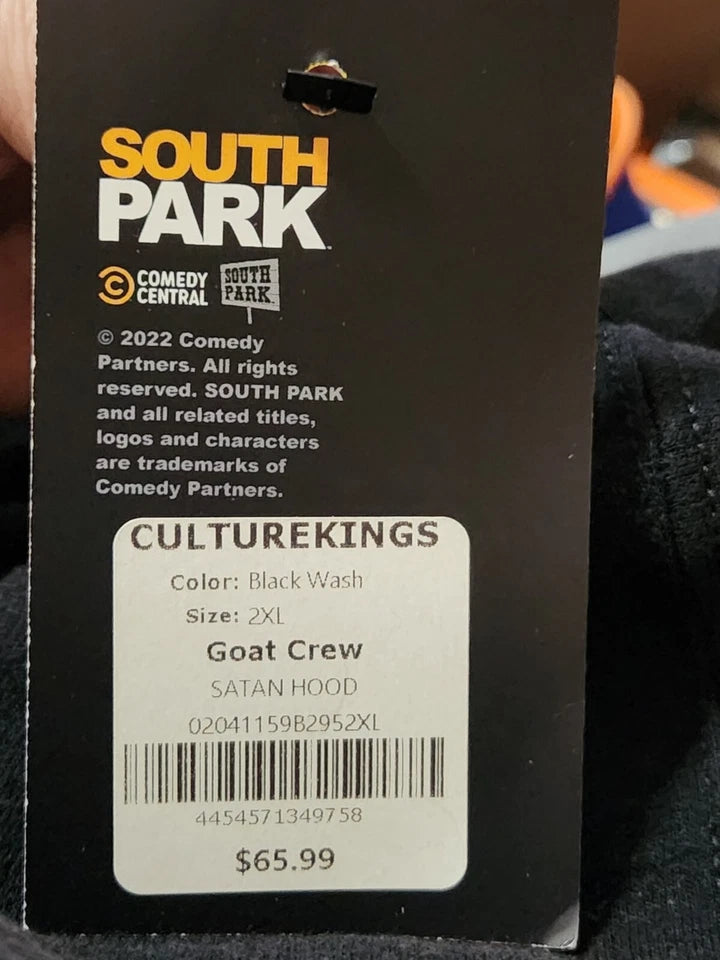 SOUTH
PARK
COMEDY
CENTRAL
SOUTH
PARK
© 2022 Comedy
Partners. All rights
reserved. SOUTH PARK
and all related titles,
logos and characters
are trademarks of
Comedy Partners.
CULTUREKINGS
Color: Black Wash
Size: 2XL
Goat Crew
SATAN HOOD
02041159B2952XL
4454571349758
$65.99